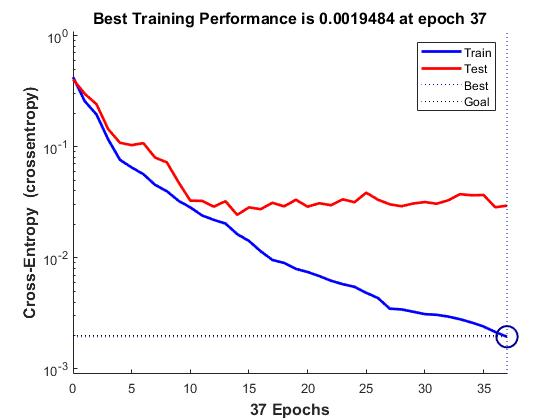 Best Training Performance is 0.0019484 at epoch 37
10^0
10^-1
10^-2
10^-3
Cross-Entropy (crossentropy)
Train
Test
Best
Goal
0 5 10 15 20 25 30 35
37 Epochs